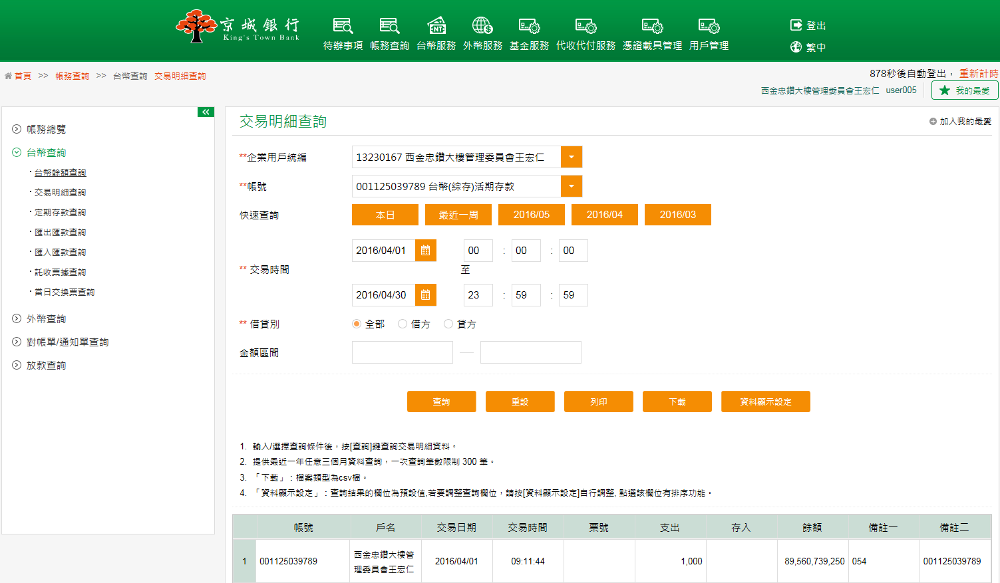 京城銀行
King's Town Bank
待辦事項 帳務查詢 台幣服務 外幣服務 基金服務 代收代付服務 憑證載具管理 用戶管理
登出
繁中
首頁 >> 帳務查詢 >> 台幣查詢 交易明細查詢
878秒後自動登出， 重新計時
西金忠鑽大樓管理委員會王宏仁 user005 我的最愛
帳務總覽
台幣查詢
台幣餘額查詢
交易明細查詢
定期存款查詢
匯出匯款查詢
匯入匯款查詢
託收票據查詢
當日交換票查詢
外幣查詢
對帳單/通知單查詢
放款查詢
交易明細查詢
加入我的最愛
**企業用戶統編 13230167 西金忠鑽大樓管理委員會王宏仁
**帳號 001125039789 台幣(綜存)活期存款
快速查詢 本日 最近一周 2016/05 2016/04 2016/03
2016/04/01 00 : 00 : 00
** 交易時間 至
2016/04/30 23 : 59 : 59
** 借貸別 全部 借方 貸方
金額區間
查詢 重設 列印 下載 資料顯示設定
1. 輸入/選擇查詢條件後，按[查詢]鍵查詢交易明細資料。
2. 提供最近一年任意三個月資料查詢，一次查詢筆數限制 300 筆。
3. 「下載」：檔案類型為csv檔。
4. 「資料顯示設定」：查詢結果的欄位為預設值,若要調整查詢欄位，請按[資料顯示設定]自行調整, 點選該欄位有排序功能。
帳號 戶名 交易日期 交易時間 票號 支出 存入 餘額 備註一 備註二
1 001125039789 西金忠鑽大樓管理委員會王宏仁 2016/04/01 09:11:44 1,000 89,560,739,250 054 001125039789